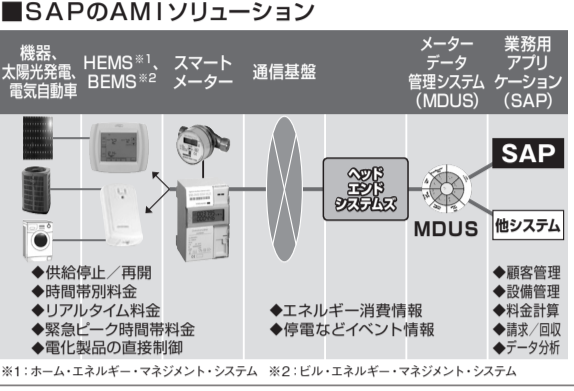 ■SAPのAMIソリューション
機器、
太陽光発電、
電気自動車
HEMS※1、
BEMS※2
スマート
メーター
通信基盤
メーター
データ
管理システム
(MDUS)
業務用
アプリ
ケーション
(SAP)
ヘッド
エンド
システムズ
MDUS
SAP
他システム
◆供給停止／再開
◆時間帯別料金
◆リアルタイム料金
◆緊急ピーク時間帯料金
◆電化製品の直接制御
◆エネルギー消費情報
◆停電などイベント情報
◆顧客管理
◆設備管理
◆料金計算
◆請求／回収
◆データ分析
※1：ホーム・エネルギー・マネジメント・システム　※2：ビル・エネルギー・マネジメント・システム